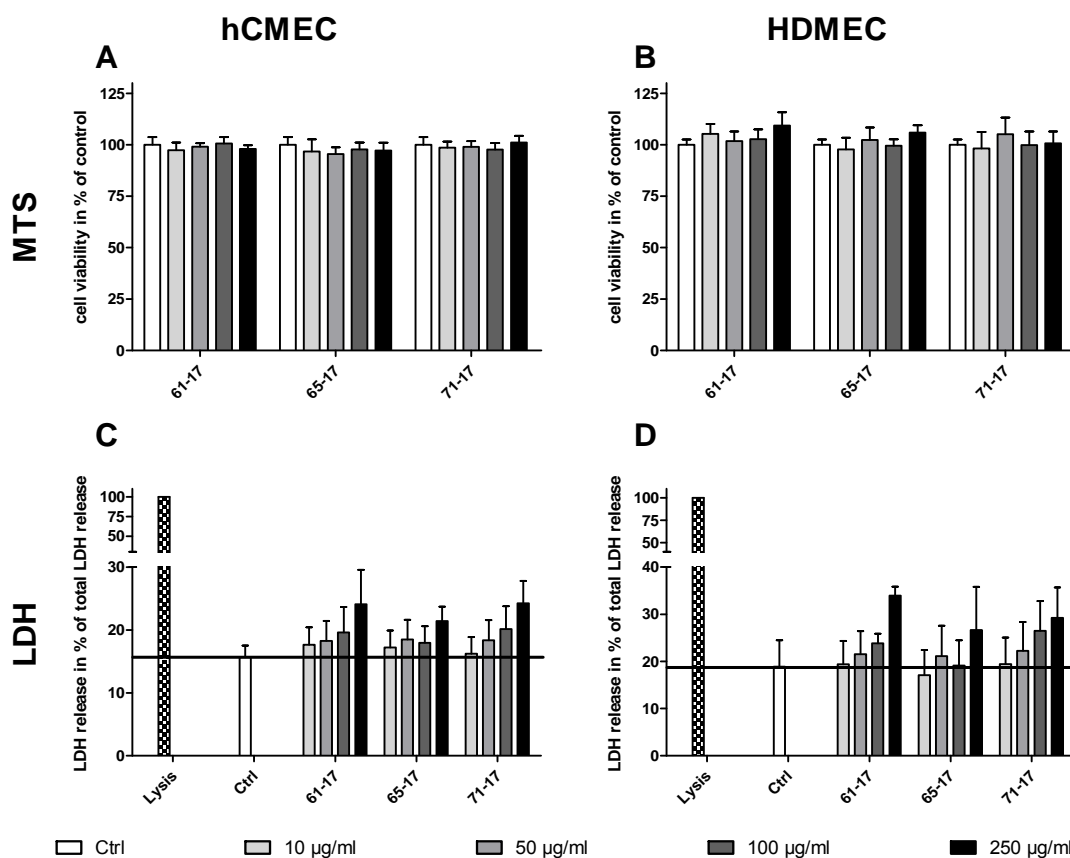 hCMEC
HDMEC
A
B
MTS
cell viability in % of control
125
100
75
50
25
0
61-17
65-17
71-17
cell viability in % of control
125
100
75
50
25
0
61-17
65-17
71-17
C
D
LDH
LDH release in % of total LDH release
100
75
50
30
20
10
0
Lysis
Ctrl
61-17
65-17
71-17
LDH release in % of total LDH release
100
75
50
40
30
20
10
0
Lysis
Ctrl
61-17
65-17
71-17
Ctrl
10 µg/ml
50 µg/ml
100 µg/ml
250 µg/ml